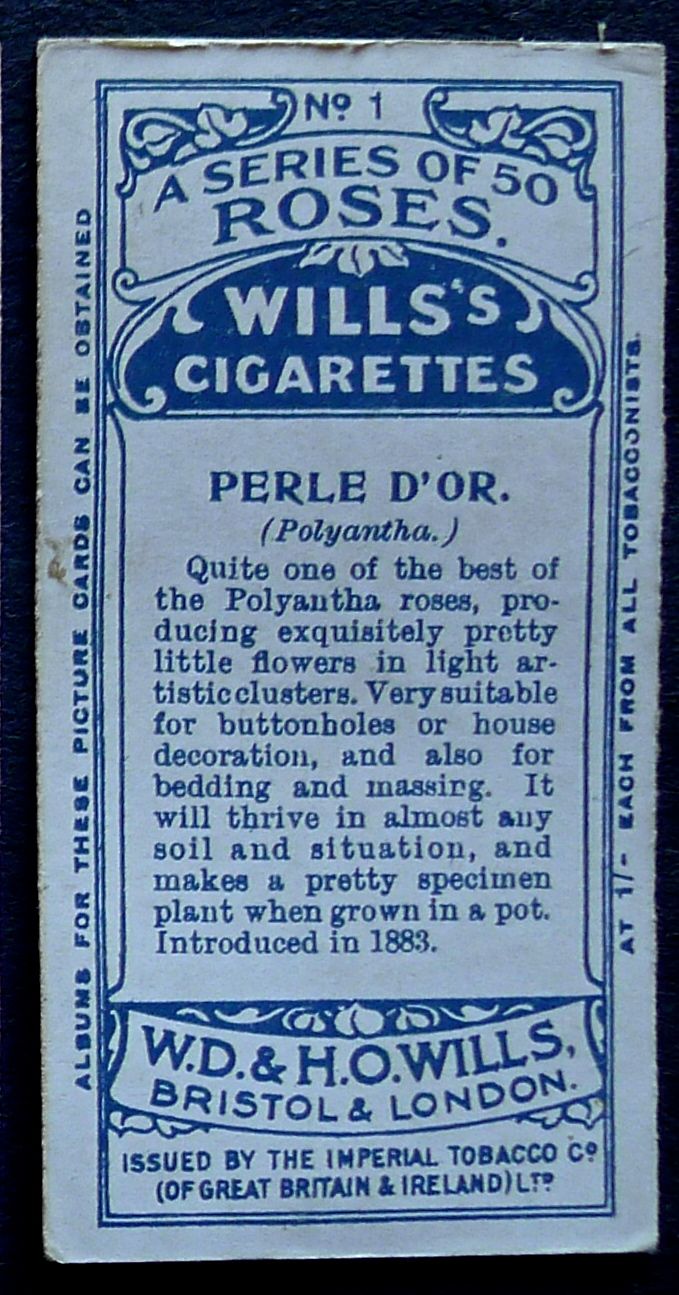 Nº 1
A SERIES OF 50
ROSES.
WILLS'S
CIGARETTES
PERLE D'OR.
(Polyantha.)
Quite one of the best of
the Polyantha roses, pro-
ducing exquisitely pretty
little flowers in light ar-
tistic clusters. Very suitable
for buttonholes or house
decoration, and also for
bedding and massing. It
will thrive in almost any
soil and situation, and
makes a pretty specimen
plant when grown in a pot.
Introduced in 1883.
W.D. & H.O. WILLS,
BRISTOL & LONDON.
ISSUED BY THE IMPERIAL TOBACCO Cº
(OF GREAT BRITAIN & IRELAND) LTD
ALBUMS FOR THESE PICTURE CARDS CAN BE OBTAINED
AT 1/- EACH FROM ALL TOBACCONISTS.